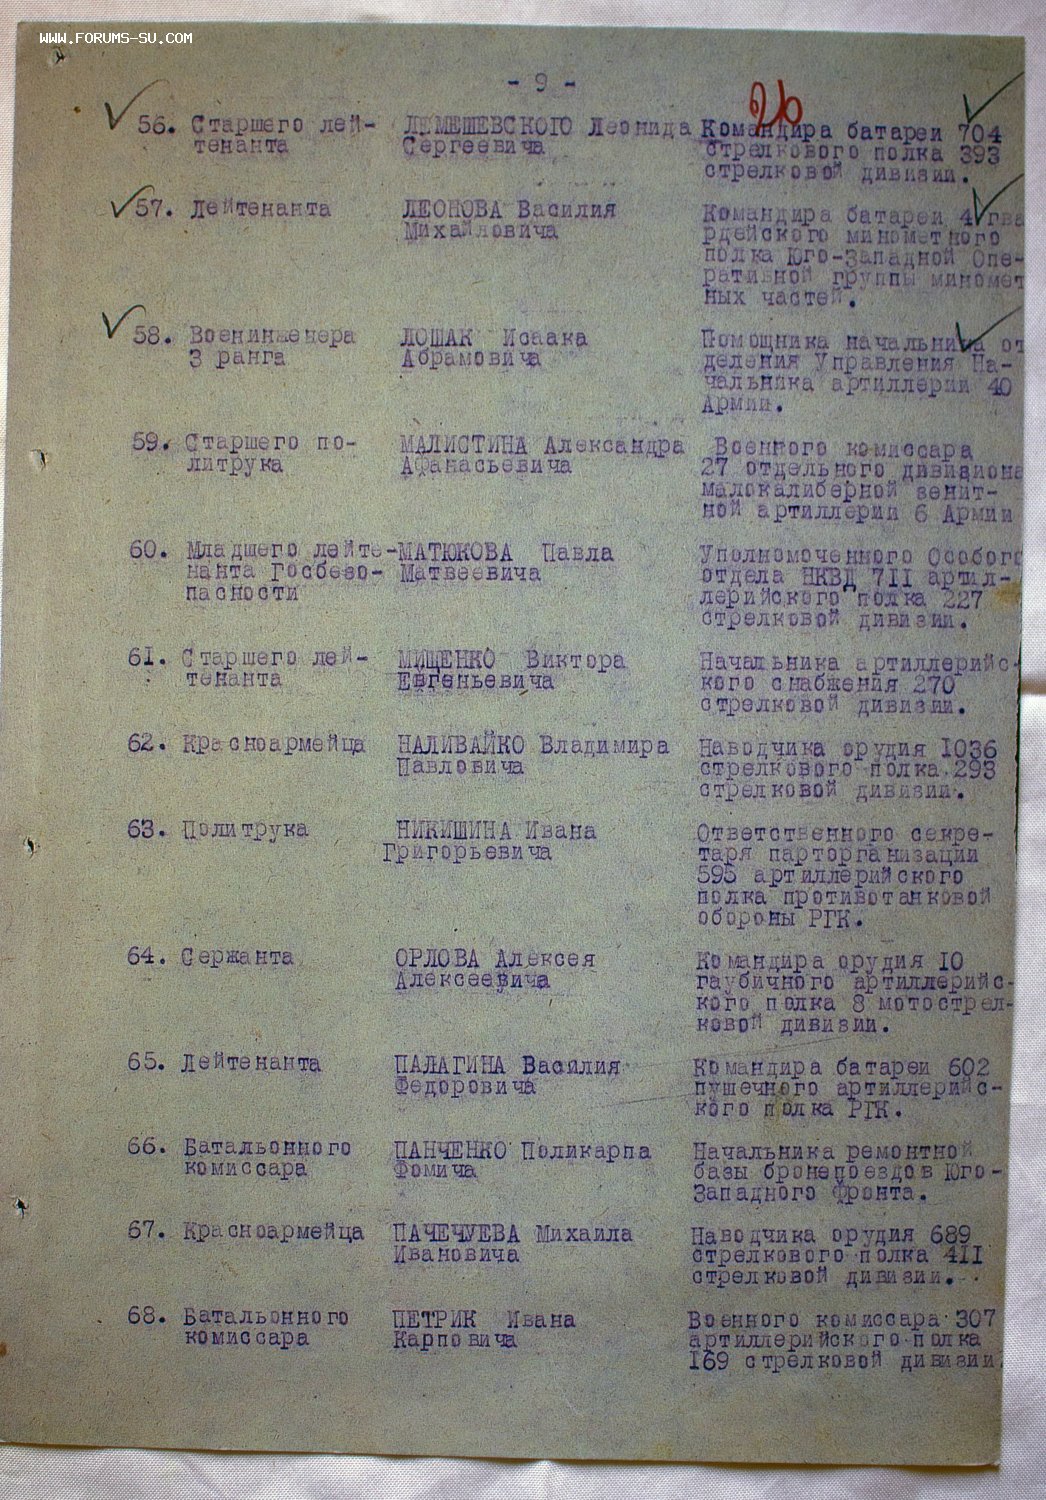 WWW.FORUMS-SU.COM
- 9 -
26
56. Старшего лей- ЛЕМЕШЕВСКОГО Леонида Командира батареи 704
тенанта Сергеевича стрелкового полка 393
стрелковой дивизии.
57. Лейтенанта ЛЕОНОВА Василия Командира батареи 4 гва
Михайловича рдейского минометного
полка Юго-Западной Опе-
ративной группы миномет
ных частей.
58. Военинженера ЛОШАК Исаака Помощника начальника от
3 ранга Абрамовича деления Управления На-
чальника артиллерии 40
Армии.
59. Старшего по- МАЛИСТИНА Александра Военного комиссара
литрука Афанасьевича 27 отдельного дивизиона
малокалиберной зенит-
ной артиллерии 6 Армии
60. Младшего лейте- МАТЮКОВА Павла Уполномоченного Особого
нанта Госбезо- Матвеевича отдела НКВД 711 артил-
пасности лерийского полка 227
стрелковой дивизии.
61. Старшего лей- МИЩЕНКО Виктора Начальника артиллерийс-
тенанта Евгеньевича кого снабжения 270
стрелковой дивизии.
62. Красноармейца НАЛИВАЙКО Владимира Наводчика орудия 1036
Павловича стрелкового полка 293
стрелковой дивизии.
63. Политрука НИКИШИНА Ивана Ответственного секре-
Григорьевича таря парторганизации
595 артиллерийского
полка противотанковой
обороны РГК.
64. Сержанта ОРЛОВА Алексея Командира орудия 10
Алексеевича гаубичного артиллерийс-
кого полка 8 мотострел-
ковой дивизии.
65. Лейтенанта ПАЛАГИНА Василия Командира батареи 602
Федоровича пушечного артиллерийс-
кого полка РГК.
66. Батальонного ПАНЧЕНКО Поликарпа Начальника ремонтной
комиссара Фомича базы бронепоездов Юго-
Западного Фронта.
67. Красноармейца ПАЧЕЧУЕВА Михаила Наводчика орудия 689
Ивановича стрелкового полка 411
стрелковой дивизии.
68. Батальонного ПЕТРИК Ивана Военного комиссара 307
комиссара Карповича артиллерийского полка
169 стрелковой дивизии.